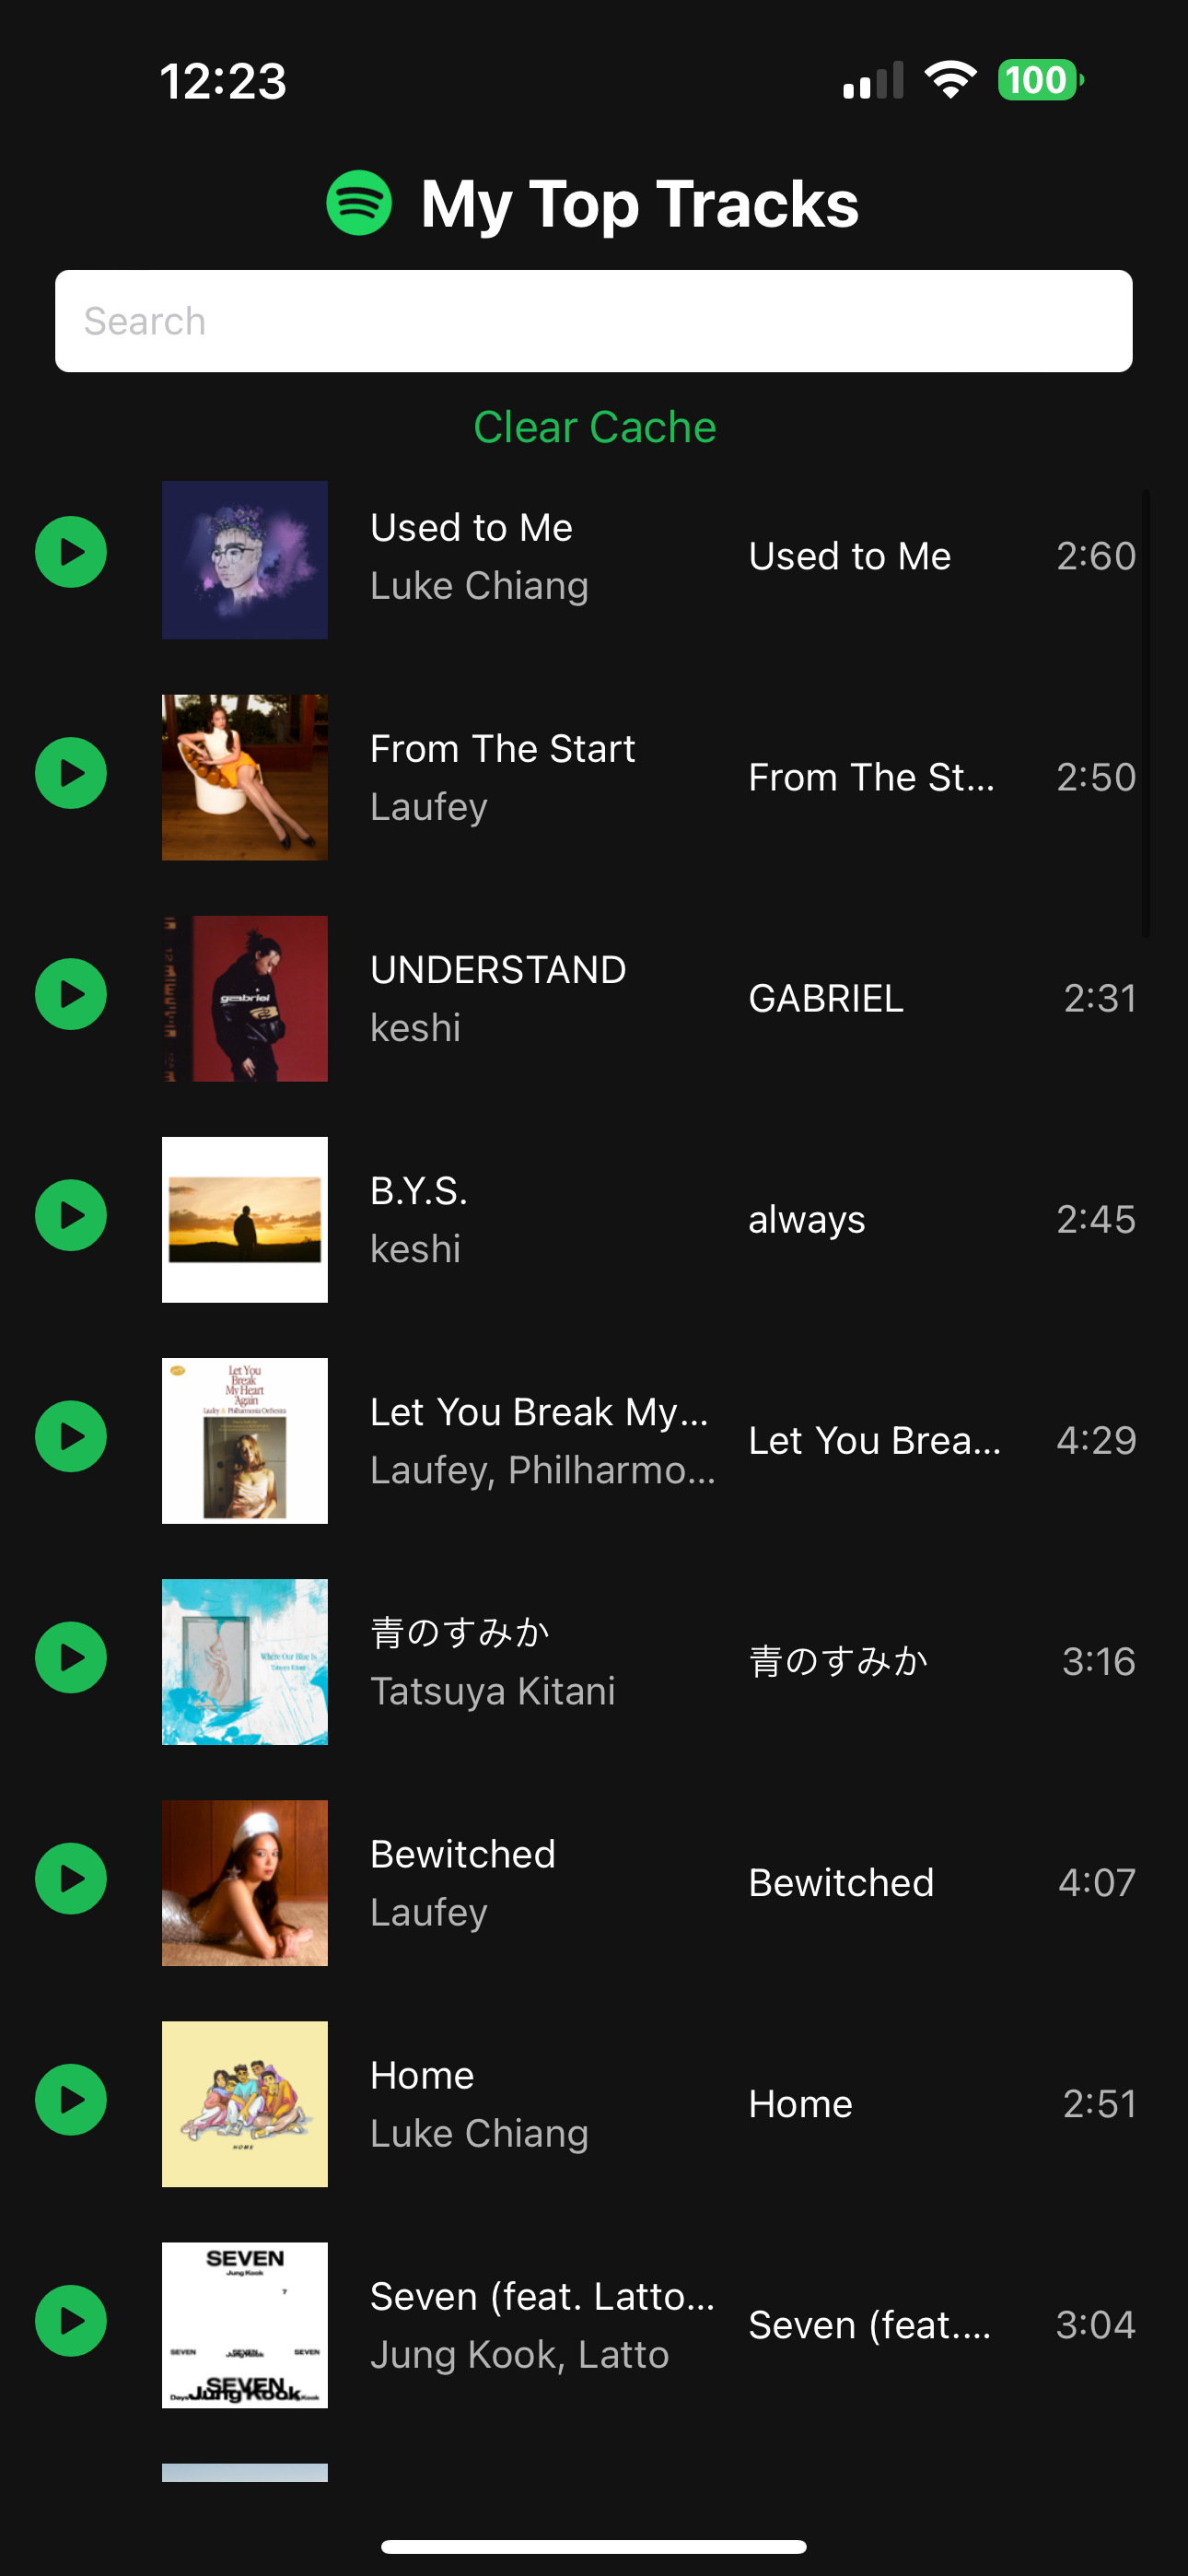 12:23
100
My Top Tracks
Search
Clear Cache
Used to Me
Luke Chiang
Used to Me
2:60
From The Start
Laufey
From The St...
2:50
gabriel
UNDERSTAND
keshi
GABRIEL
2:31
B.Y.S.
keshi
always
2:45
Let You
Break
My Heart
Again
Laufey & Philharmonia Orchestra
Let You Break My...
Laufey, Philharmo...
Let You Brea...
4:29
Where Our Blue Is
Tatsuya Kitani
青のすみか
Tatsuya Kitani
青のすみか
3:16
Bewitched
Laufey
Bewitched
4:07
HOME
Home
Luke Chiang
Home
2:51
SEVEN
Jung Kook
7
SEVEN
SEVEN
SEVEN
SEVEN
Jung Kook
Seven (feat. Latto...
Jung Kook, Latto
Seven (feat....
3:04